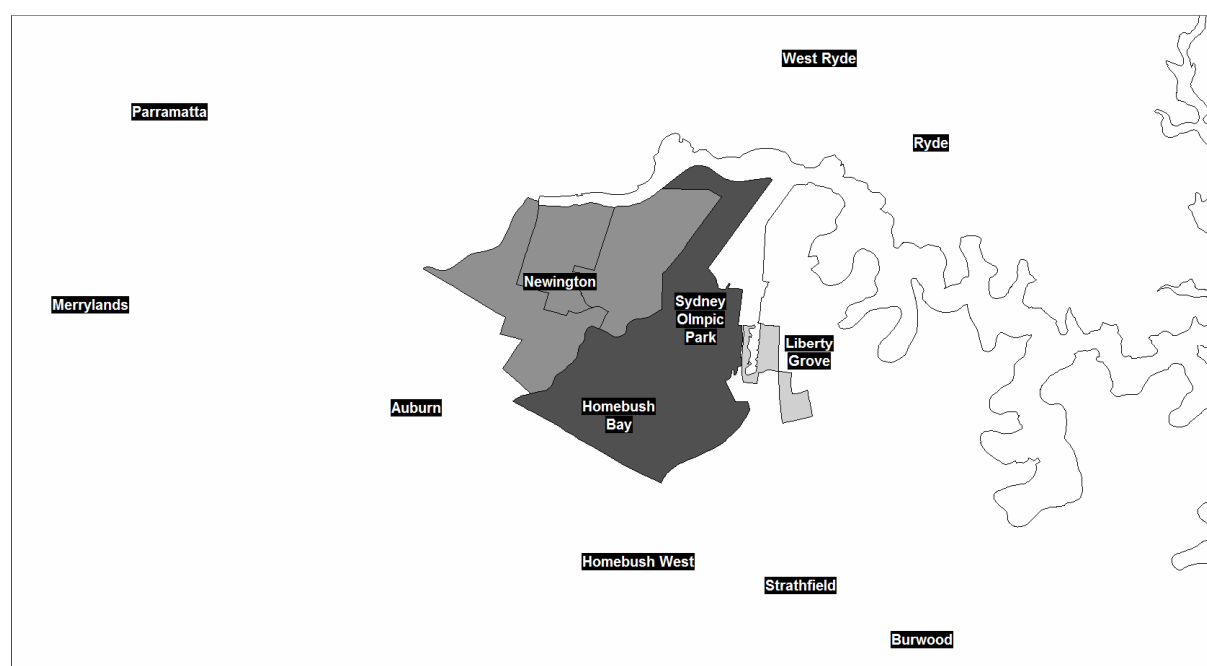 West Ryde
Parramatta
Ryde
Newington
Merrylands
Sydney
Olmpic
Park
Liberty
Grove
Auburn
Homebush
Bay
Homebush West
Strathfield
Burwood